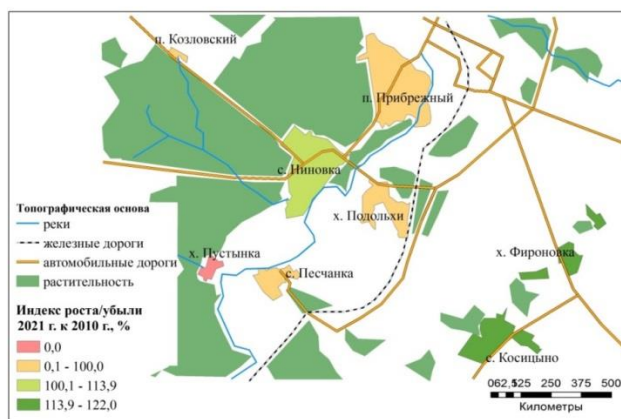 п. Козловский
п. Прибрежный
с. Ниновка
х. Подольхи
х. Пустынка
с. Песчанка
х. Фироновка
с. Косицыно
Топографическая основа
реки
железные дороги
автомобильные дороги
растительность
Индекс роста/убыли
2021 г. к 2010 г., %
0,0
0,1 - 100,0
100,1 - 113,9
113,9 - 122,0
062,5125 250 375 500
Километры